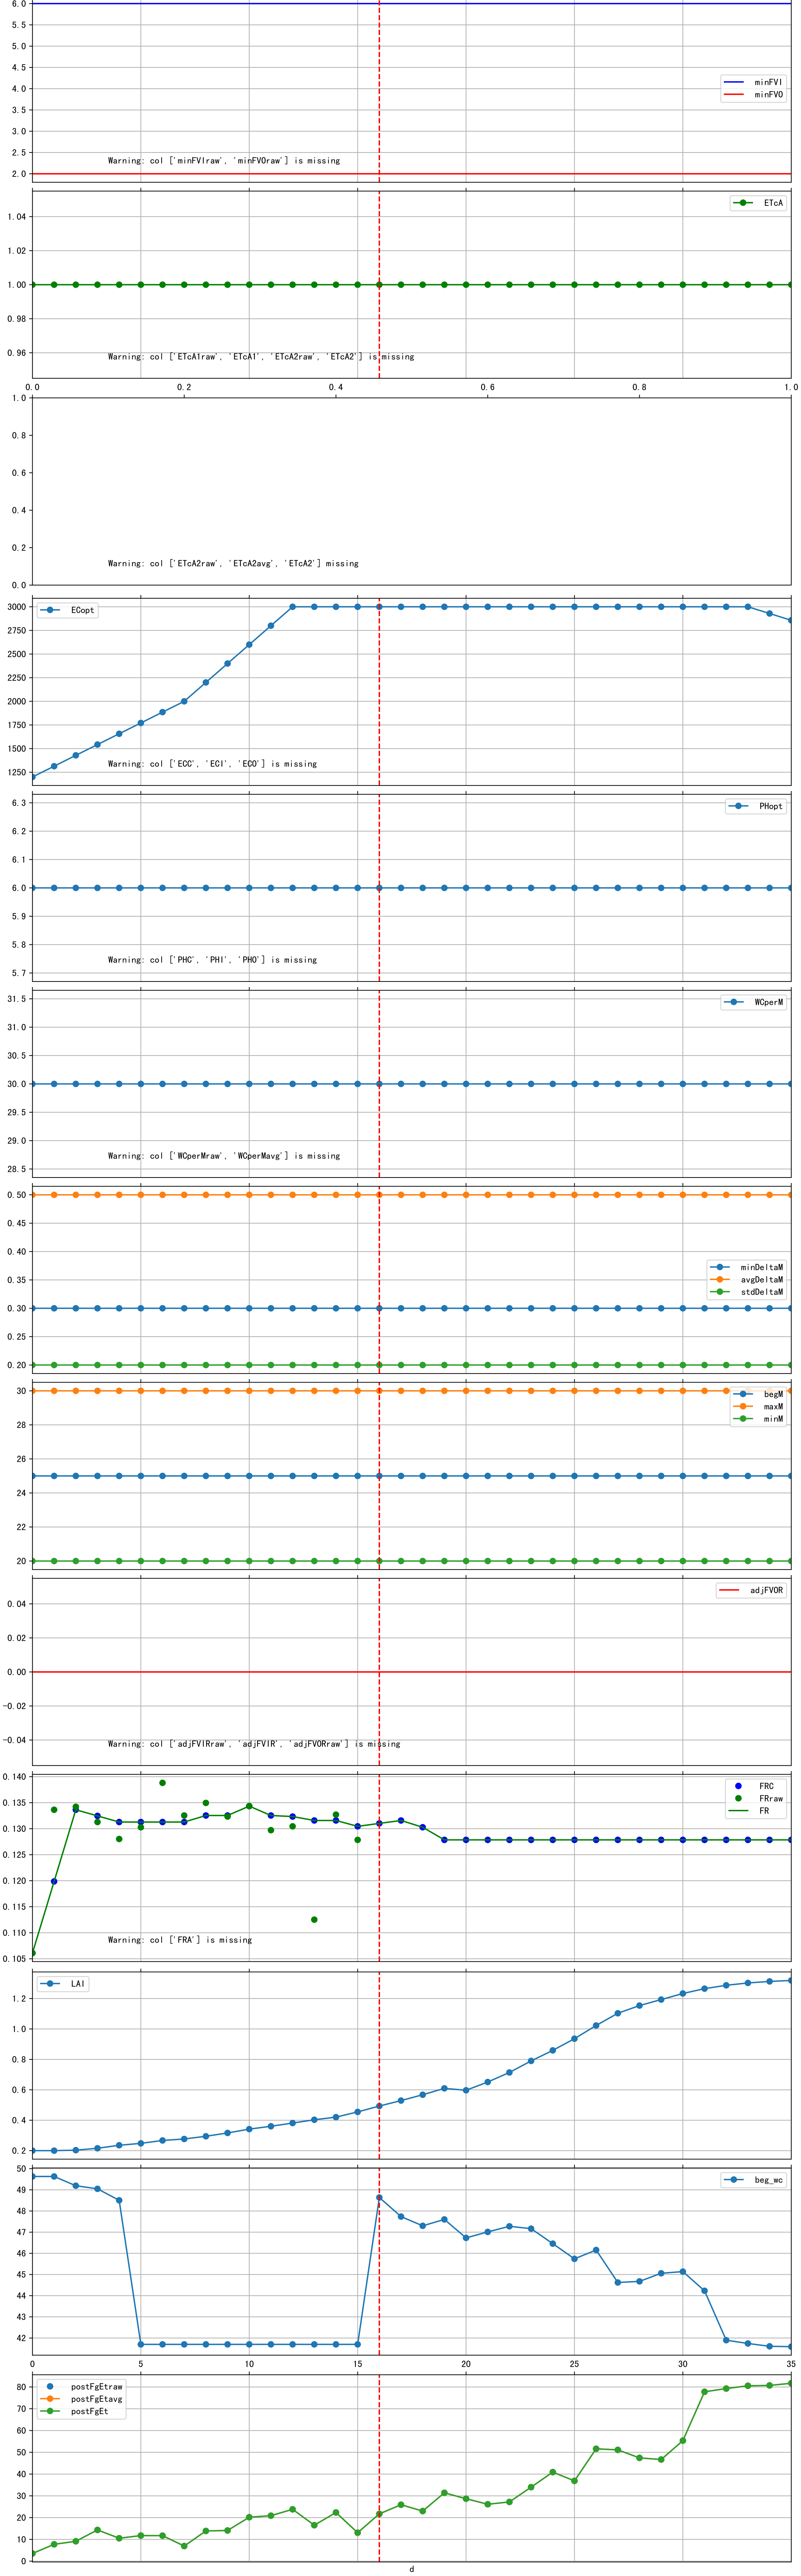 6.0
5.5
5.0
4.5
4.0
3.5
3.0
2.5
2.0
minFVI
minFVO
Warning: col ['minFVIraw', 'minFVOraw'] is missing
1.04
1.02
1.00
0.98
0.96
ETcA
Warning: col ['ETcA1raw', 'ETcA1', 'ETcA2raw', 'ETcA2'] is missing
0.0 0.2 0.4 0.6 0.8 1.0
1.0
0.8
0.6
0.4
0.2
0.0
Warning: col ['ETcA2raw', 'ETcA2avg', 'ETcA2'] missing
3000
2750
2500
2250
2000
1750
1500
1250
ECopt
Warning: col ['ECC', 'ECI', 'ECO'] is missing
6.3
6.2
6.1
6.0
5.9
5.8
5.7
PHopt
Warning: col ['PHC', 'PHI', 'PHO'] is missing
31.5
31.0
30.5
30.0
29.5
29.0
28.5
WCperM
Warning: col ['WCperMraw', 'WCperMavg'] is missing
0.50
0.45
0.40
0.35
0.30
0.25
0.20
minDeltaM
avgDeltaM
stdDeltaM
30
28
26
24
22
20
begM
maxM
minM
0.04
0.02
0.00
-0.02
-0.04
adjFVOR
Warning: col ['adjFVIRraw', 'adjFVIR', 'adjFVORraw'] is missing
0.140
0.135
0.130
0.125
0.120
0.115
0.110
0.105
FRC
FRraw
FR
Warning: col ['FRA'] is missing
1.2
1.0
0.8
0.6
0.4
0.2
LAI
50
49
48
47
46
45
44
43
42
beg_wc
0 5 10 15 20 25 30 35
80
70
60
50
40
30
20
10
0
postFgEtraw
postFgEtavg
postFgEt
d